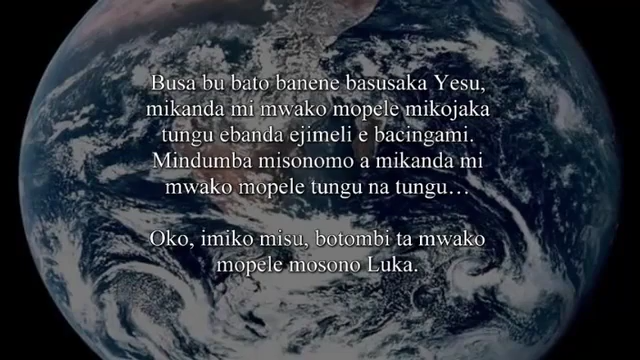 Busa bu bato banene basusaka Yesu,
mikanda mi mwako mopele mikojaka
tungu ebanda ejimeli e bacingami.
Mindumba misonomo a mikanda mi
mwako mopele tungu na tungu…
Oko, imiko misu, botombi ta mwako
mopele mosono Luka.